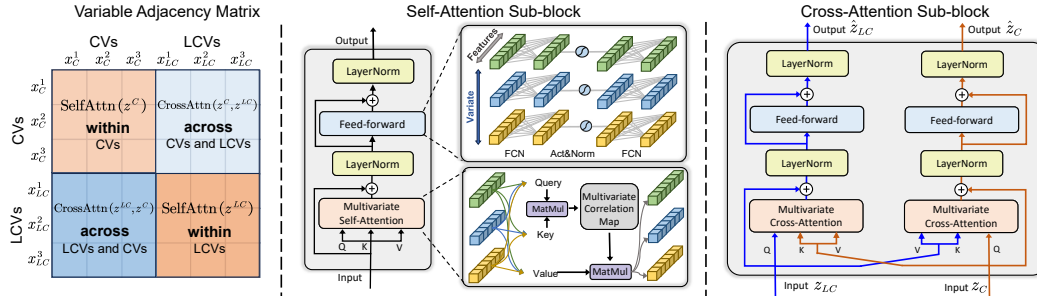 Variable Adjacency Matrix
CVs
LCVs
x_C^1 x_C^2 x_C^3 x_LC^1 x_LC^2 x_LC^3
CVs
x_C^1
x_C^2
x_C^3
LCVs
x_LC^1
x_LC^2
x_LC^3
SelfAttn(z^C)
within
CVs
CrossAttn(z^C, z^LC)
across
CVs and LCVs
CrossAttn(z^LC, z^C)
across
LCVs and CVs
SelfAttn(z^LC)
within
LCVs
Self-Attention Sub-block
Output
LayerNorm
Feed-forward
LayerNorm
Multivariate
Self-Attention
Q K V
Input
Features
Variate
FCN Act&Norm FCN
Query
MatMul
Key
Multivariate
Correlation
Map
Value
MatMul
Cross-Attention Sub-block
Output ẑ_LC
Output ẑ_C
LayerNorm
LayerNorm
Feed-forward
Feed-forward
LayerNorm
LayerNorm
Multivariate
Cross-Attention
Multivariate
Cross-Attention
Q K V V K Q
Input z_LC
Input z_C